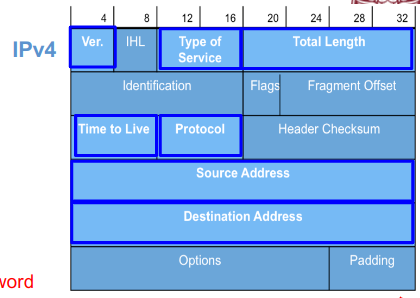 4 8 12 16 20 24 28 32
IPv4
Ver. IHL Type of Service Total Length
Identification Flags Fragment Offset
Time to Live Protocol Header Checksum
Source Address
Destination Address
Options Padding
word